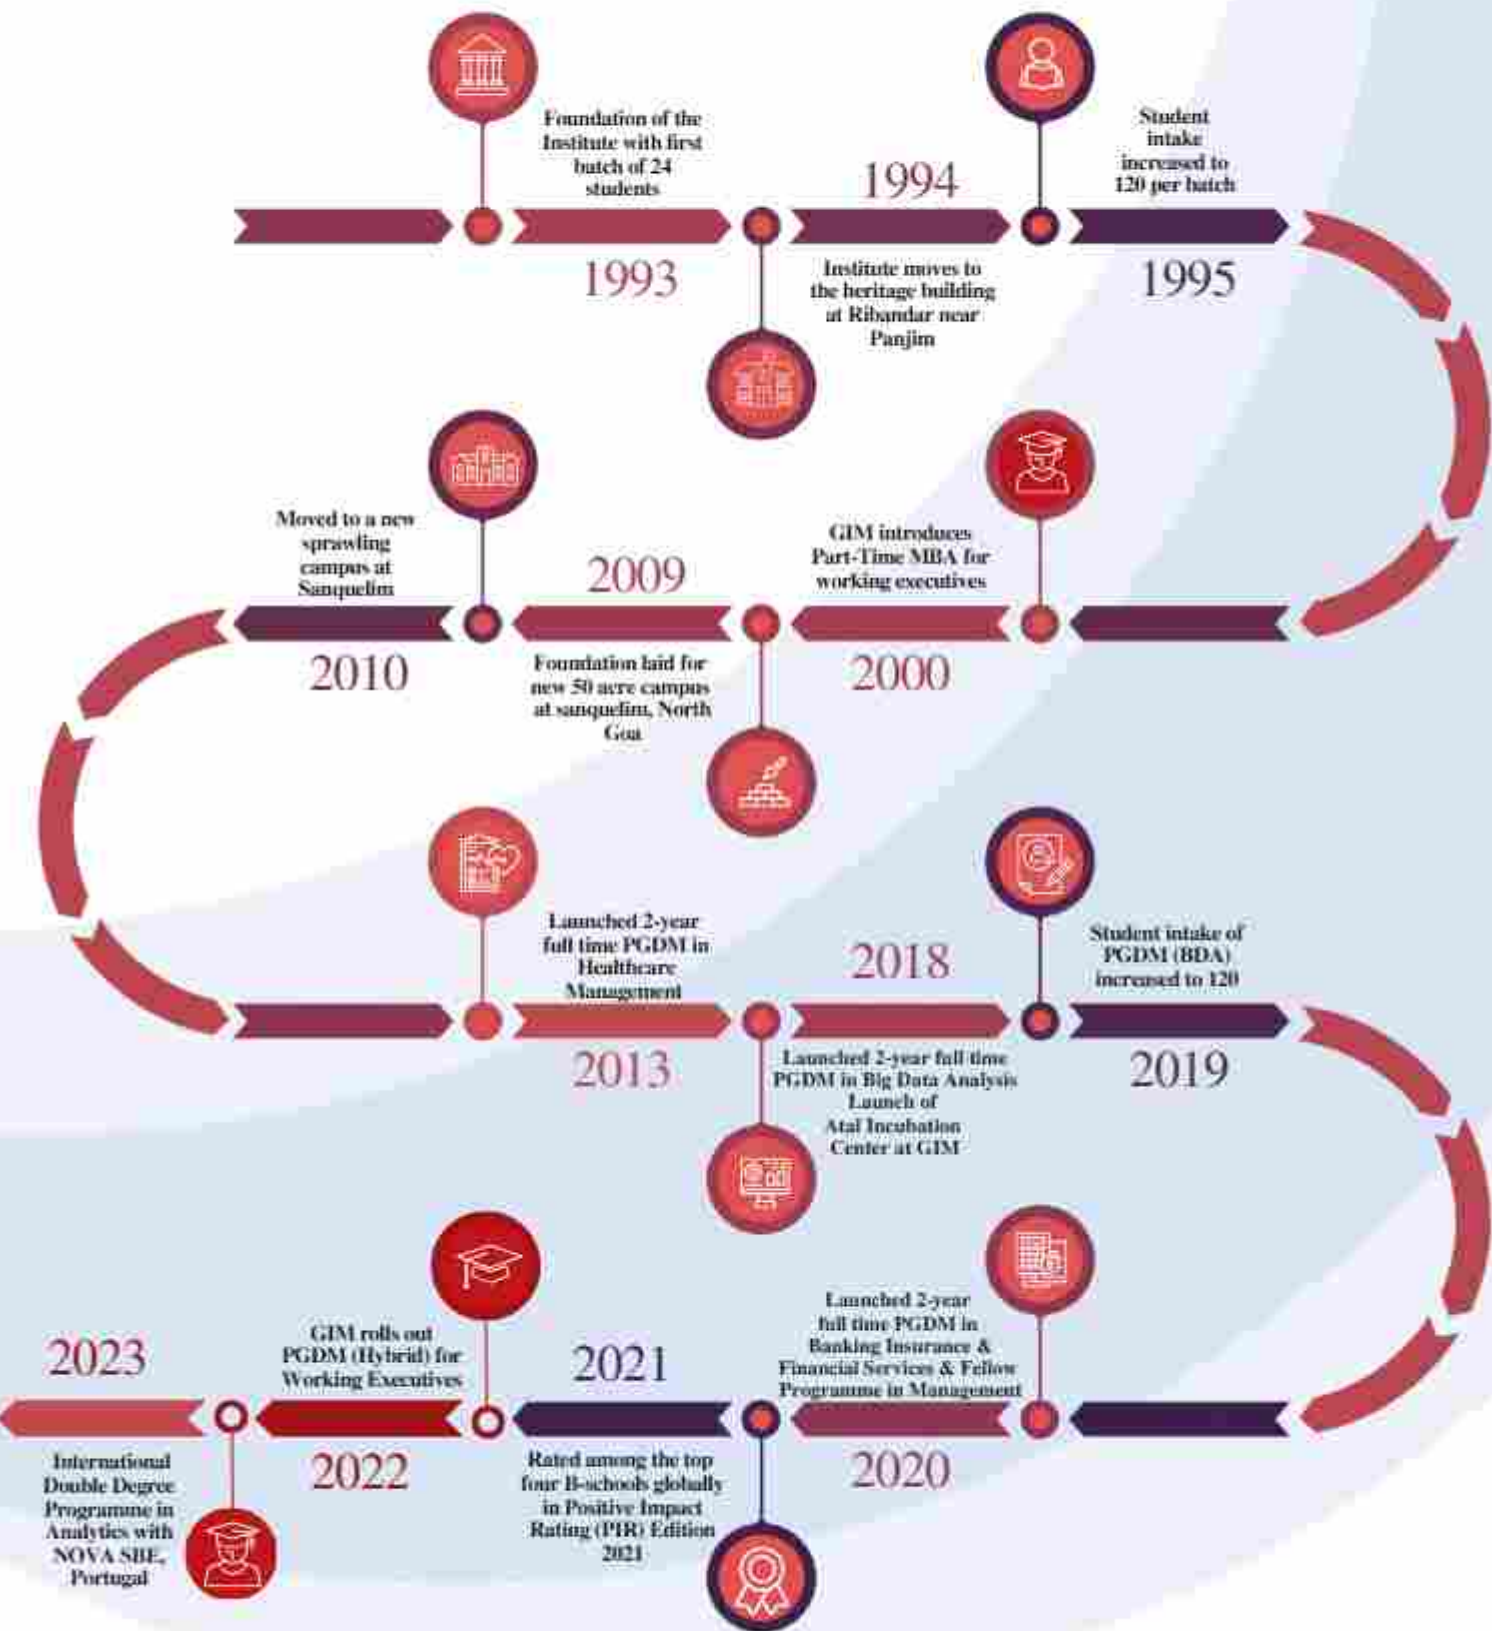 Foundation of the
Institute with first
batch of 24
students
1993
1994
Institute moves to
the heritage building
at Ribandar near
Panjim
Student
intake
increased to
120 per batch
1995
GIM introduces
Part-Time MBA for
working executives
2000
2009
Foundation laid for
new 50 acre campus
at sanquelim, North
Goa
Moved to a new
sprawling
campus at
Sanquelim
2010
Launched 2-year
full time PGDM in
Healthcare
Management
2013
2018
Launched 2-year full time
PGDM in Big Data Analysis
Launch of
Atal Incubation
Center at GIM
Student intake of
PGDM (BDA)
increased to 120
2019
Launched 2-year
full time PGDM in
Banking Insurance &
Financial Services & Fellow
Programme in Management
2020
2021
Rated among the top
four B-schools globally
in Positive Impact
Rating (PIR) Edition
2021
GIM rolls out
PGDM (Hybrid) for
Working Executives
2022
2023
International
Double Degree
Programme in
Analytics with
NOVA SBE,
Portugal